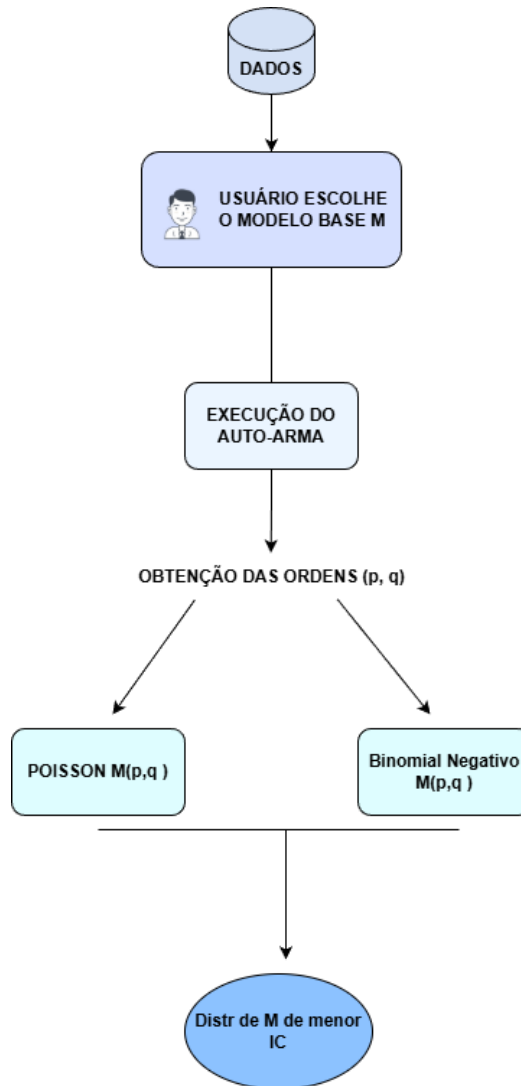 DADOS
USUÁRIO ESCOLHE
O MODELO BASE M
EXECUÇÃO DO
AUTO-ARMA
OBTENÇÃO DAS ORDENS (p, q)
POISSON M(p,q )
Binomial Negativo
M(p,q )
Distr de M de menor
IC